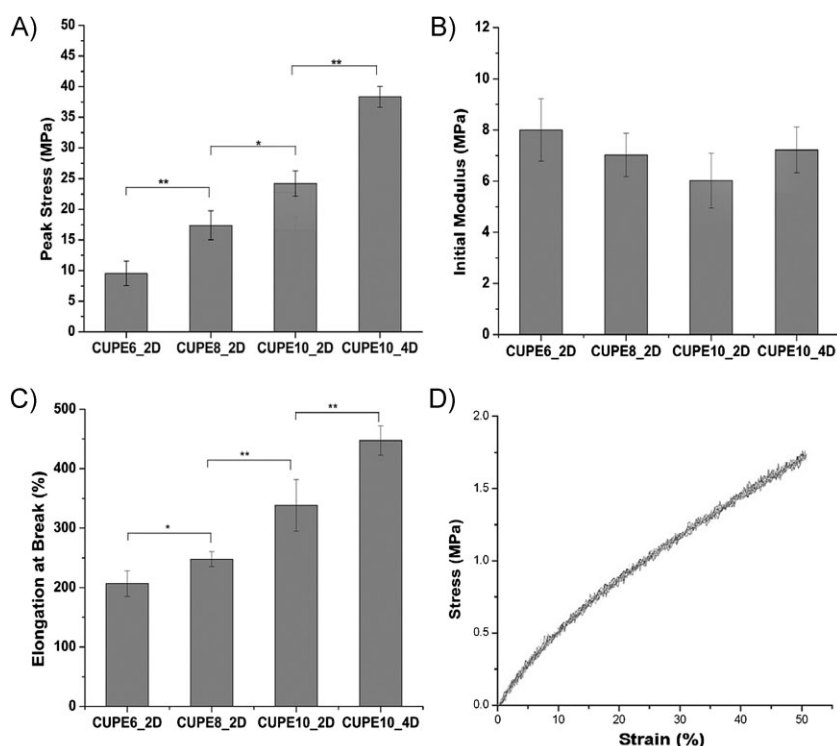 A)
50
45
40
35
30
25
20
15
10
5
0
Peak Stress (MPa)
**
*
**
CUPE6_2D CUPE8_2D CUPE10_2D CUPE10_4D
B)
12
10
8
6
4
2
0
Initial Modulus (MPa)
CUPE6_2D CUPE8_2D CUPE10_2D CUPE10_4D
C)
500
400
300
200
100
0
Elongation at Break (%)
*
**
**
CUPE6_2D CUPE8_2D CUPE10_2D CUPE10_4D
D)
2.0
1.5
1.0
0.5
0.0
Stress (MPa)
0 10 20 30 40 50
Strain (%)